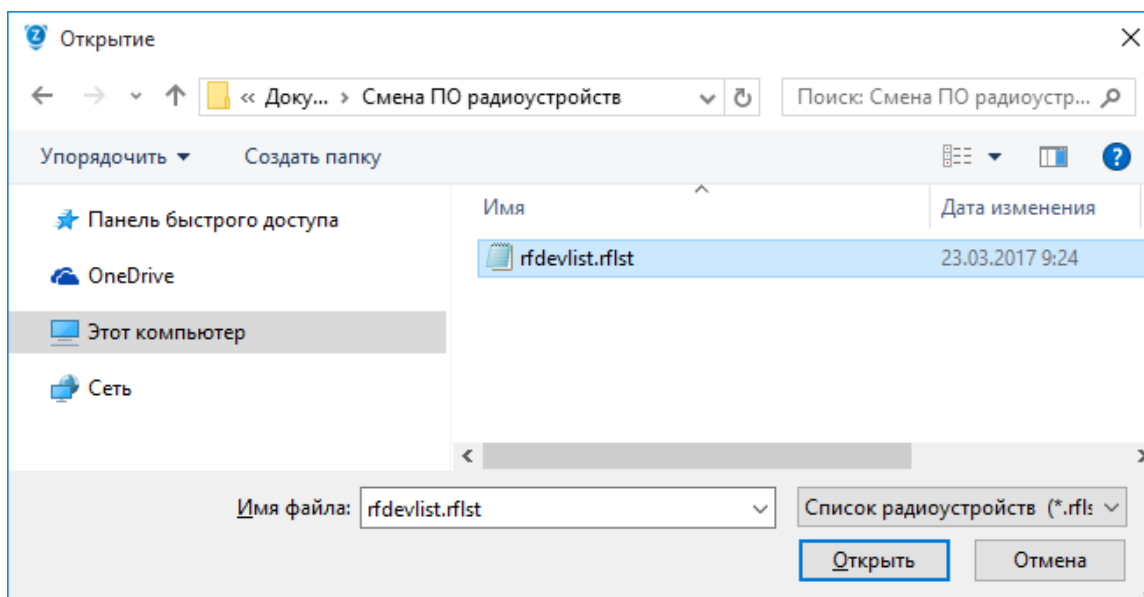 Открытие
« Доку... › Смена ПО радиоустройств
Поиск: Смена ПО радиоустр...
Упорядочить
Создать папку
Панель быстрого доступа
OneDrive
Этот компьютер
Сеть
Имя
Дата изменения
rfdevlist.rflst
23.03.2017 9:24
Имя файла:
rfdevlist.rflst
Список радиоустройств (*.rfls
Открыть
Отмена